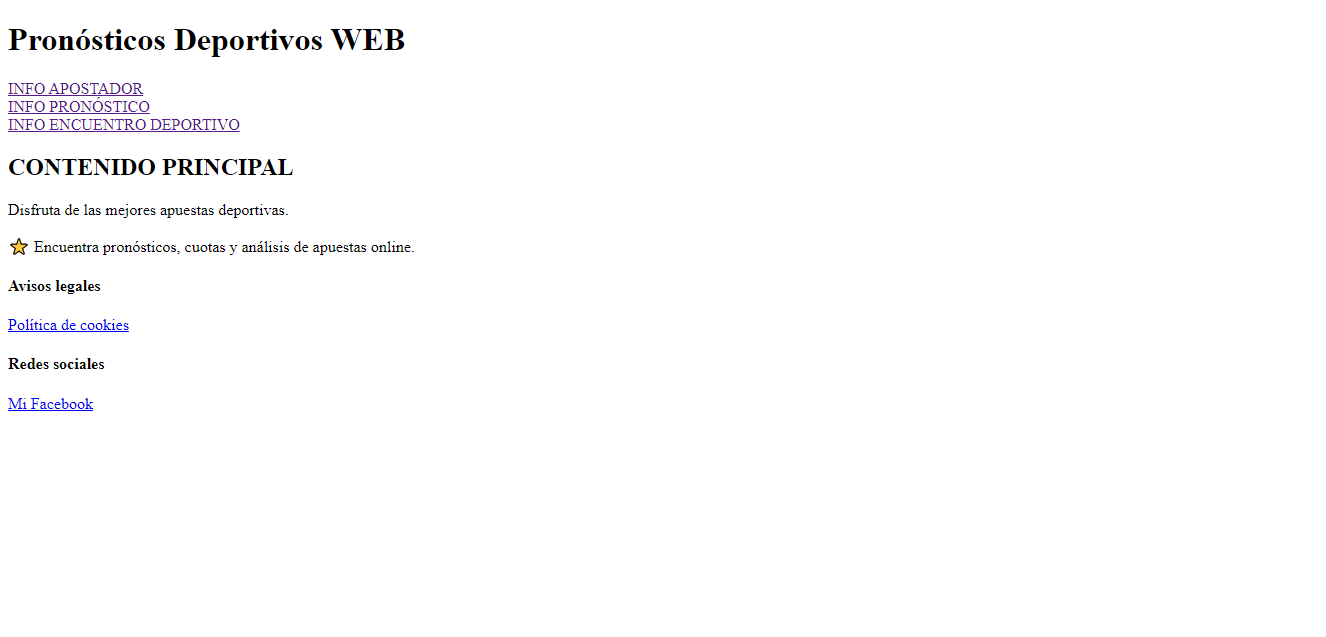 Pronósticos Deportivos WEB
INFO APOSTADOR
INFO PRONÓSTICO
INFO ENCUENTRO DEPORTIVO
CONTENIDO PRINCIPAL
Disfruta de las mejores apuestas deportivas.
⭐ Encuentra pronósticos, cuotas y análisis de apuestas online.
Avisos legales
Política de cookies
Redes sociales
Mi Facebook